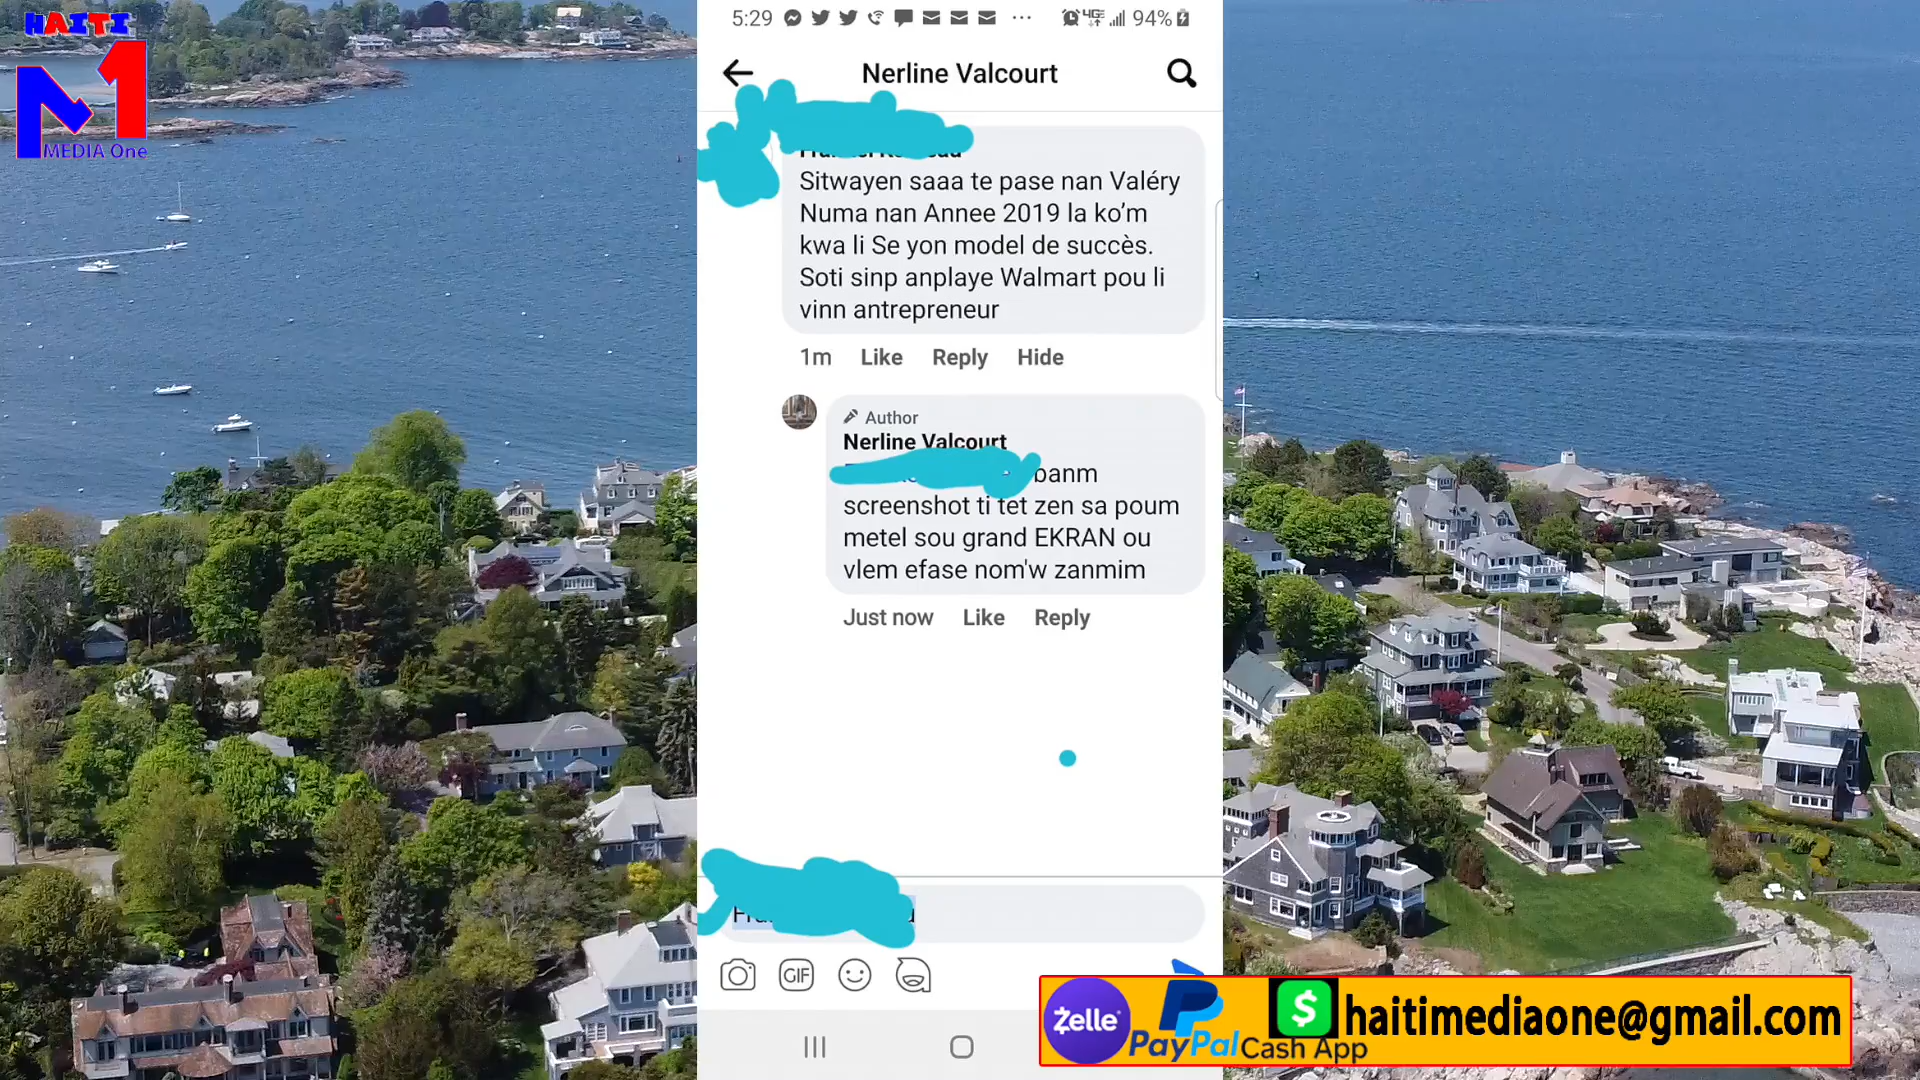 HAITI
M1
MEDIA One
5:29
94%
Nerline Valcourt
Sitwayen saaa te pase nan Valéry
Numa nan Annee 2019 la ko’m
kwa li Se yon model de succès.
Soti sinp anplaye Walmart pou li
vinn antrepreneur
1m Like Reply Hide
Author
Nerline Valcourt
banm
screenshot ti tet zen sa poum
metel sou grand EKRAN ou
vlem efase nom'w zanmim
Just now Like Reply
GIF
Zelle
PayPal
$
Cash App
haitimediaone@gmail.com